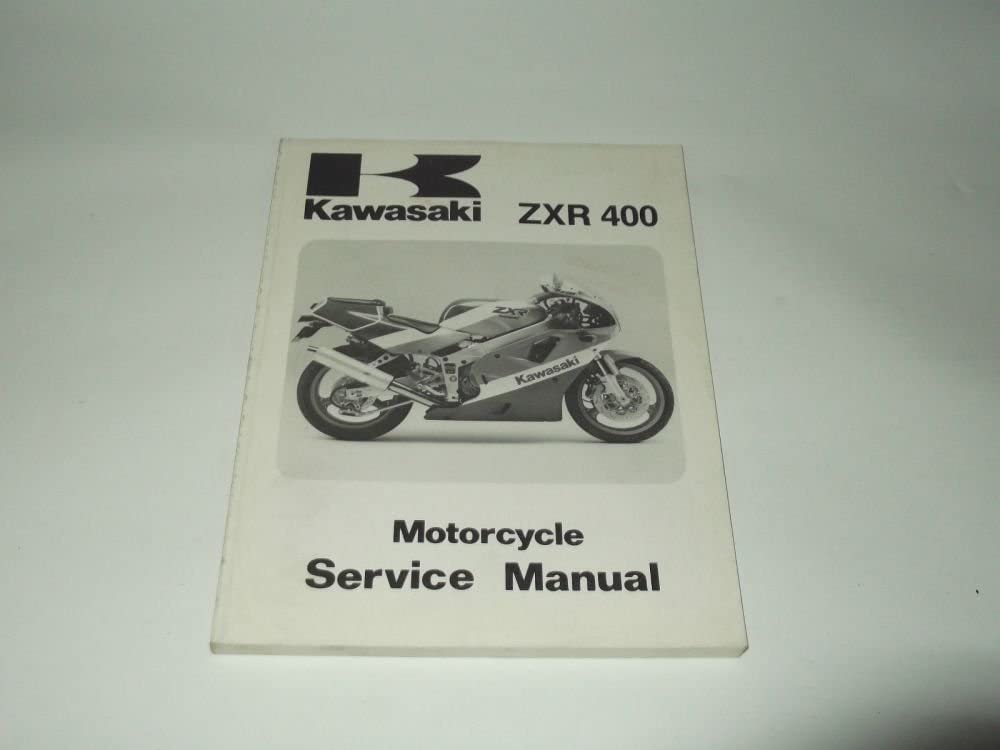 Kawasaki ZXR 400
ZXR
Kawasaki
Motorcycle
Service Manual